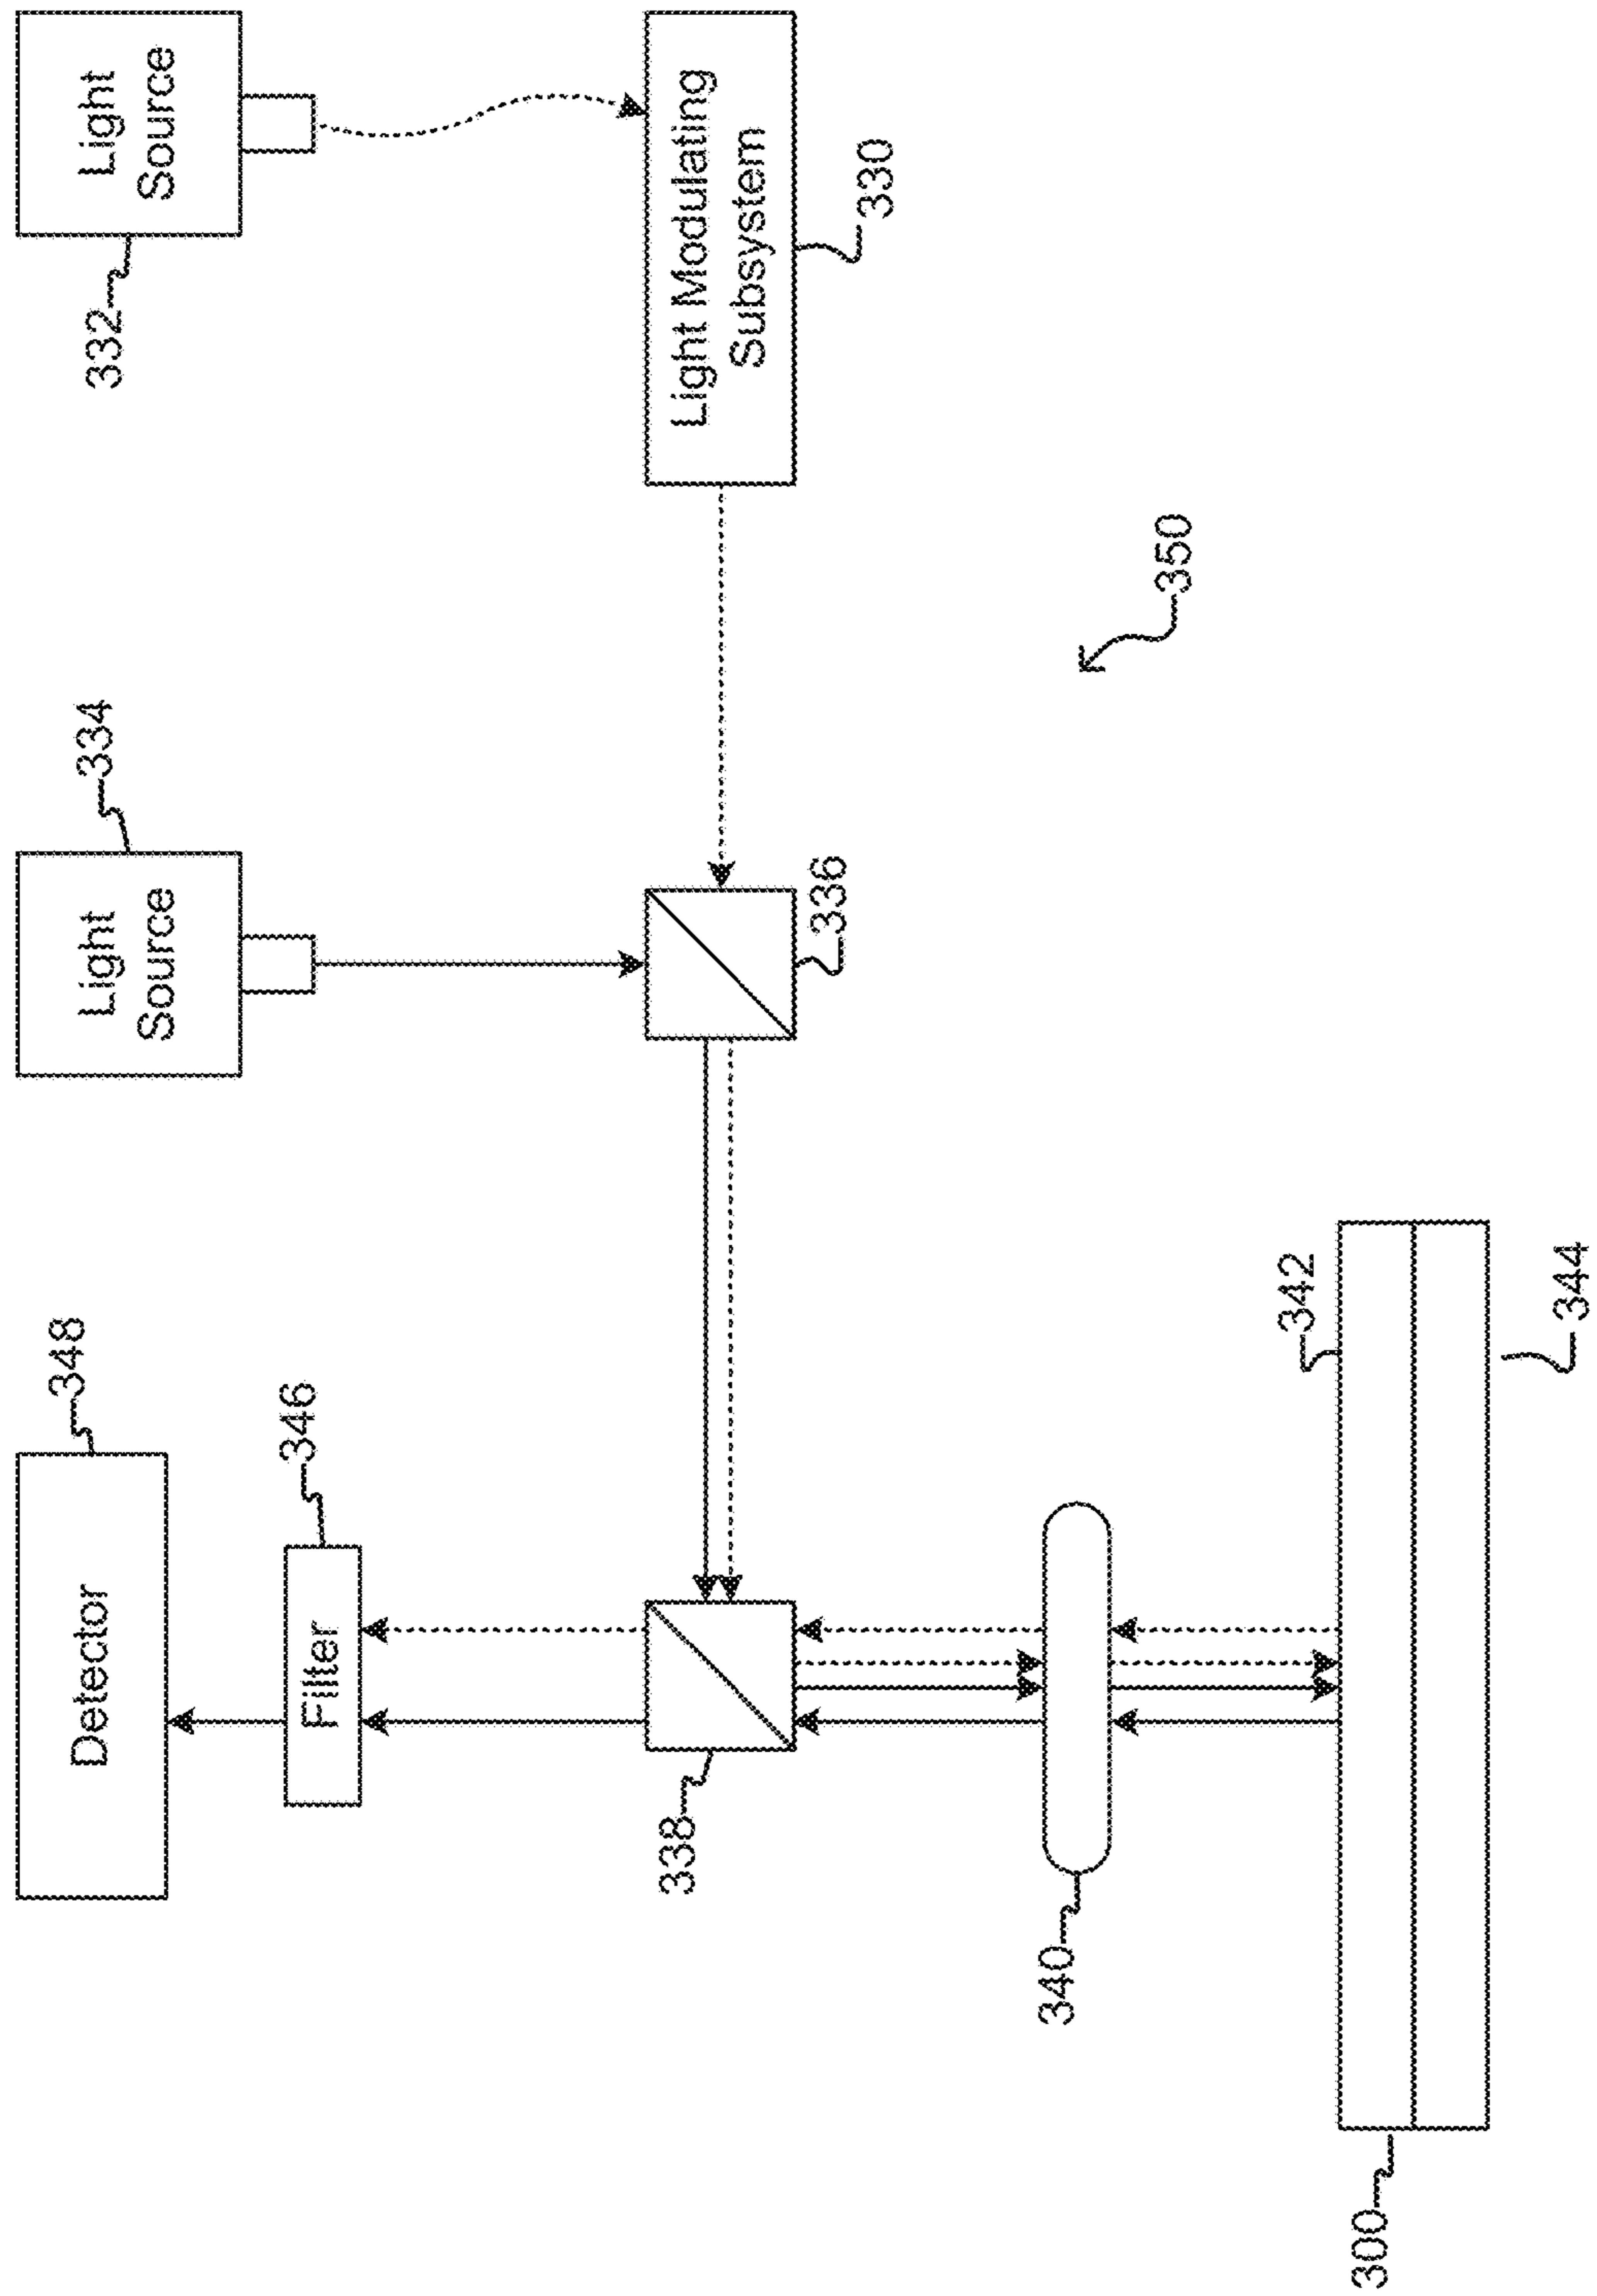 Detector
348
Filter
346
338
340
300
342
344
Light
Source
334
336
350
Light
Source
332
Light Modulating
Subsystem
330